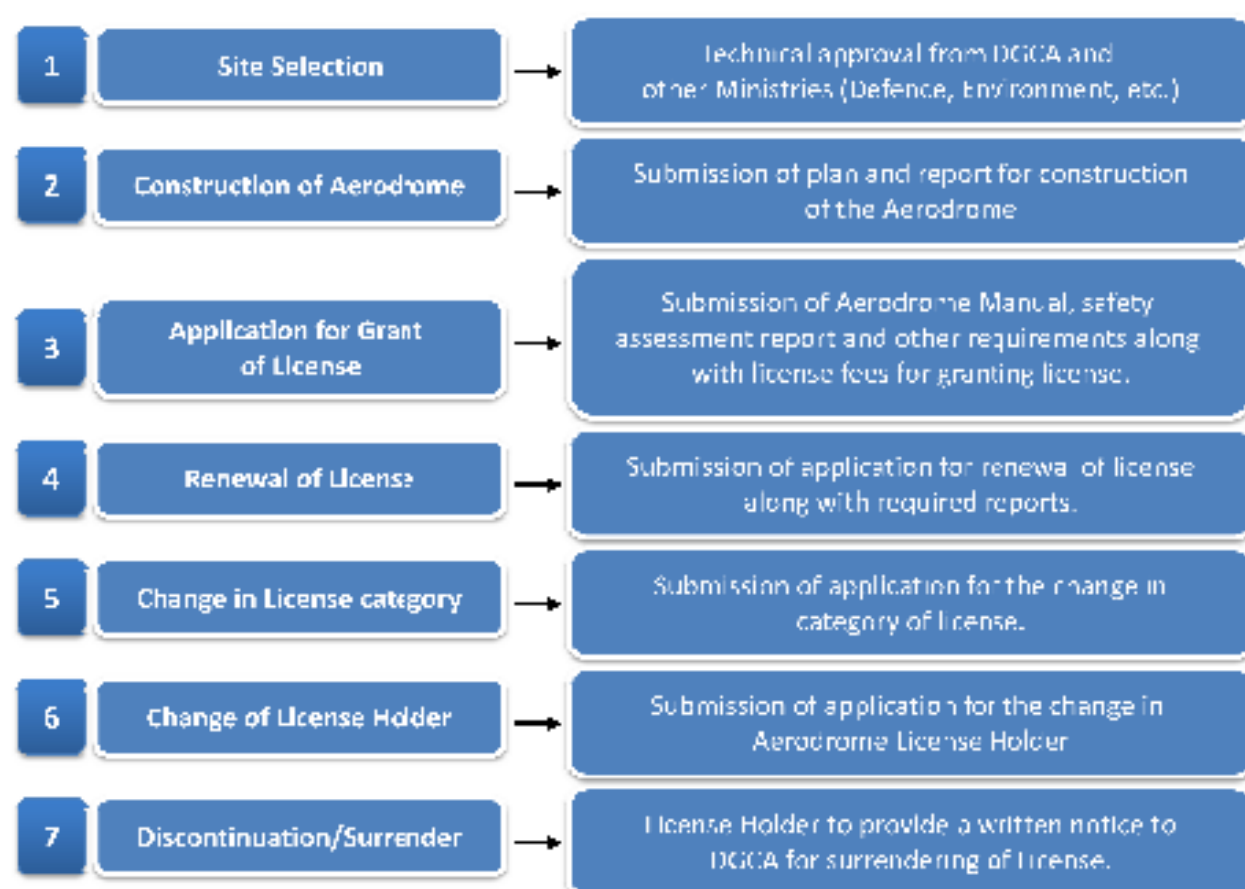 1
Site Selection
Technical approval from DGCA and
other Ministries (Defence, Environment, etc.)
2
Construction of Aerodrome
Submission of plan and report for construction
of the Aerodrome
3
Application for Grant
of License
Submission of Aerodrome Manual, safety
assessment report and other requirements along
with license fees for granting license.
4
Renewal of License
Submission of application for renewal of license
along with required reports.
5
Change in License category
Submission of application for the change in
category of license.
6
Change of License Holder
Submission of application for the change in
Aerodrome License Holder
7
Discontinuation/Surrender
License Holder to provide a written notice to
DGCA for surrendering of License.